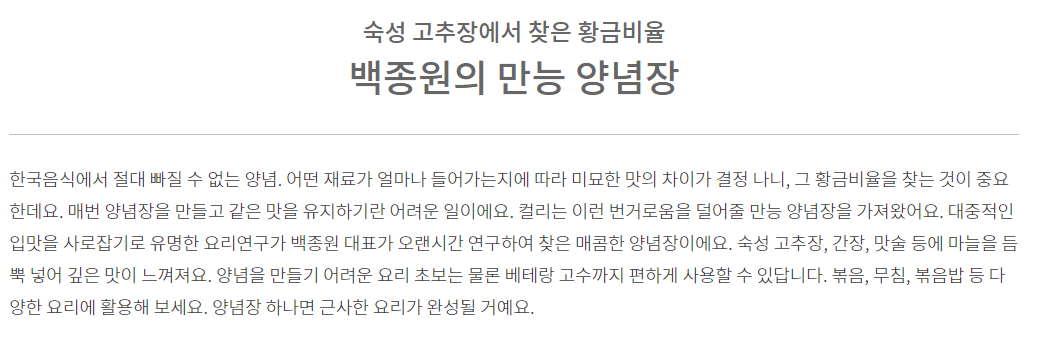 숙성 고추장에서 찾은 황금비율
백종원의 만능 양념장
한국음식에서 절대 빠질 수 없는 양념. 어떤 재료가 얼마나 들어가는지에 따라 미묘한 맛의 차이가 결정 나니, 그 황금비율을 찾는 것이 중요
한데요. 매번 양념장을 만들고 같은 맛을 유지하기란 어려운 일이에요. 컬리는 이런 번거로움을 덜어줄 만능 양념장을 가져왔어요. 대중적인
입맛을 사로잡기로 유명한 요리연구가 백종원 대표가 오랜시간 연구하여 찾은 매콤한 양념장이에요. 숙성 고추장, 간장, 맛술 등에 마늘을 듬
뿍 넣어 깊은 맛이 느껴져요. 양념을 만들기 어려운 요리 초보는 물론 베테랑 고수까지 편하게 사용할 수 있답니다. 볶음, 무침, 볶음밥 등 다
양한 요리에 활용해 보세요. 양념장 하나면 근사한 요리가 완성될 거예요.